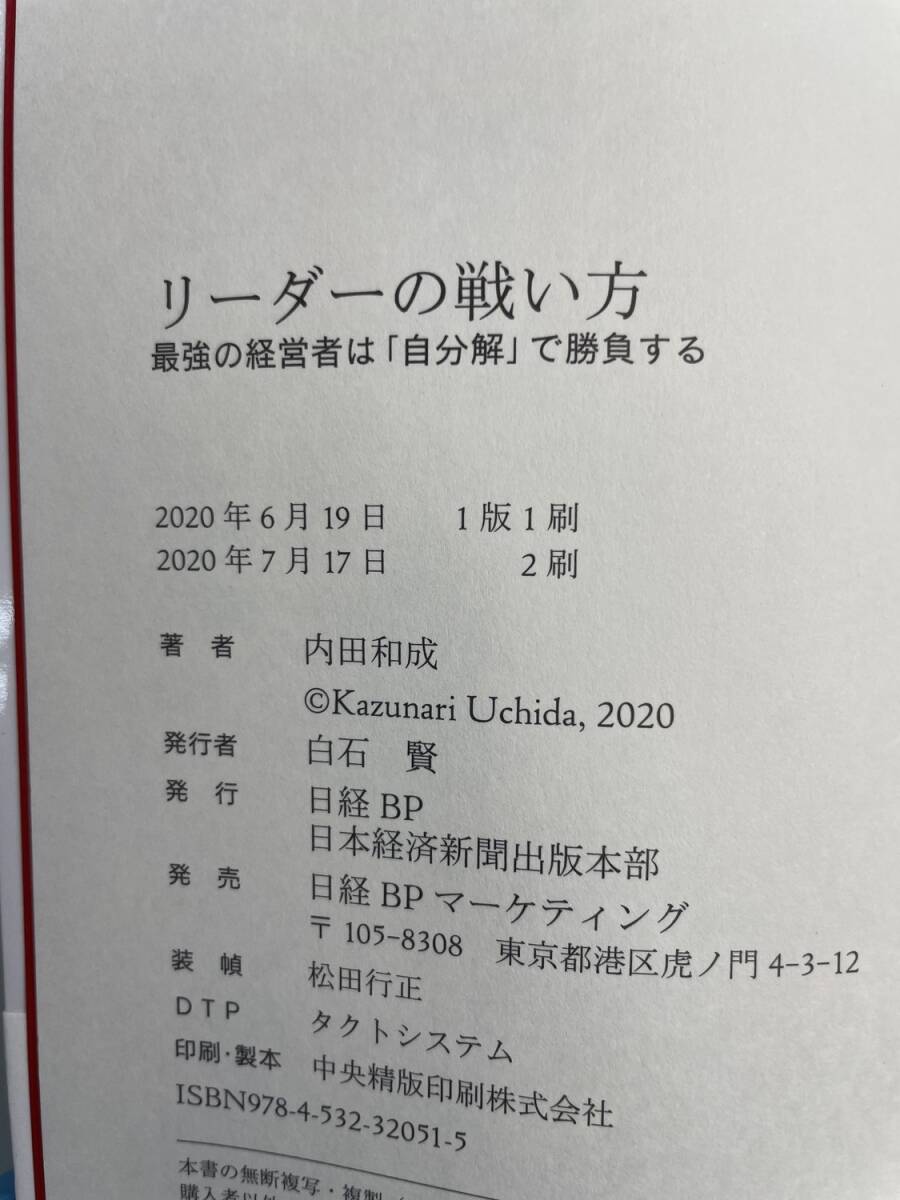 リーダーの戦い方
最強の経営者は「自分解」で勝負する
2020年6月19日　1版1刷
2020年7月17日　2刷
著　者　内田和成
©Kazunari Uchida, 2020
発行者　白石　賢
発　行　日経BP
日本経済新聞出版本部
発　売　日経BPマーケティング
〒105-8308　東京都港区虎ノ門4-3-12
装　幀　松田行正
DTP　タクトシステム
印刷・製本　中央精版印刷株式会社
ISBN978-4-532-32051-5
本書の無断複写・複製
購入者以外